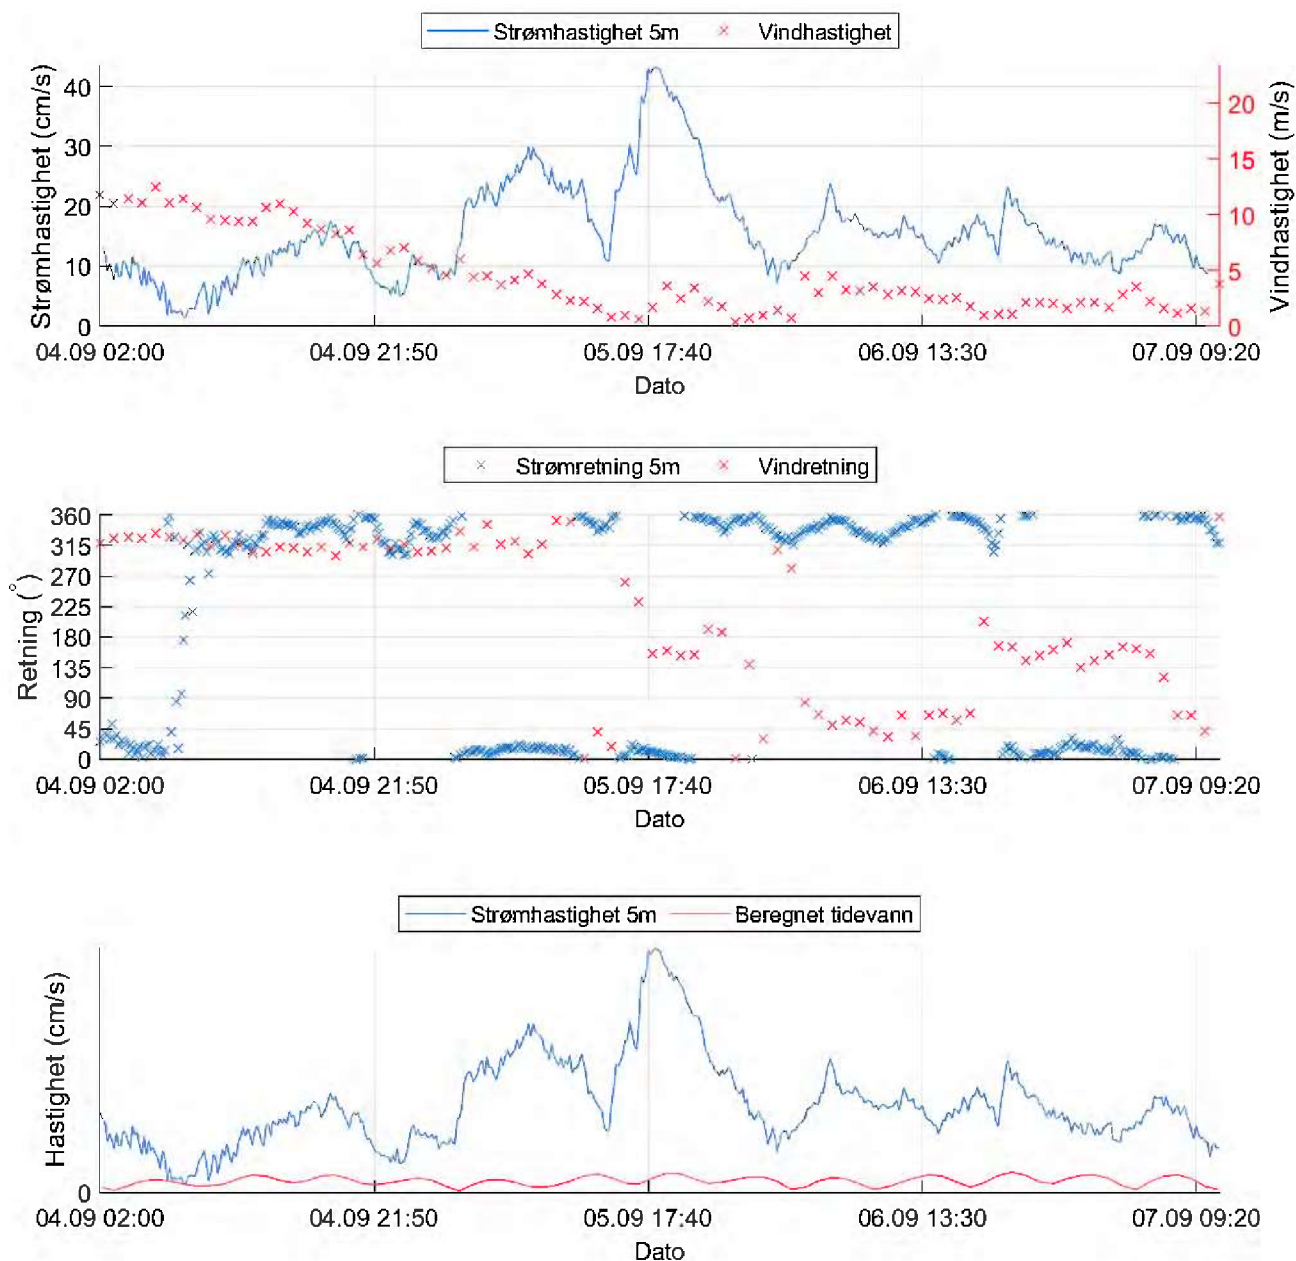 Strømhastighet 5m Vindhastighet
Strømhastighet (cm/s)
40
30
20
10
0
Vindhastighet (m/s)
20
15
10
5
0
04.09 02:00 04.09 21:50 05.09 17:40 06.09 13:30 07.09 09:20
Dato
Strømretning 5m Vindretning
Retning (°)
360
315
270
225
180
135
90
45
0
04.09 02:00 04.09 21:50 05.09 17:40 06.09 13:30 07.09 09:20
Dato
Strømhastighet 5m Beregnet tidevann
Hastighet (cm/s)
0
04.09 02:00 04.09 21:50 05.09 17:40 06.09 13:30 07.09 09:20
Dato